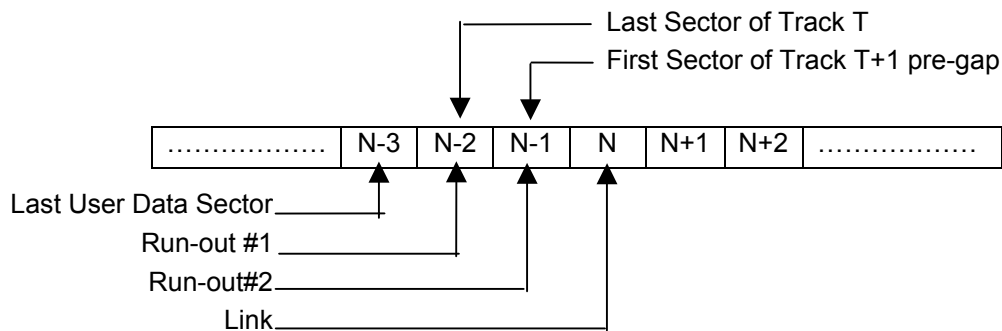 Last Sector of Track T
First Sector of Track T+1 pre-gap
……………… N-3 N-2 N-1 N N+1 N+2 ………………
Last User Data Sector
Run-out #1
Run-out#2
Link